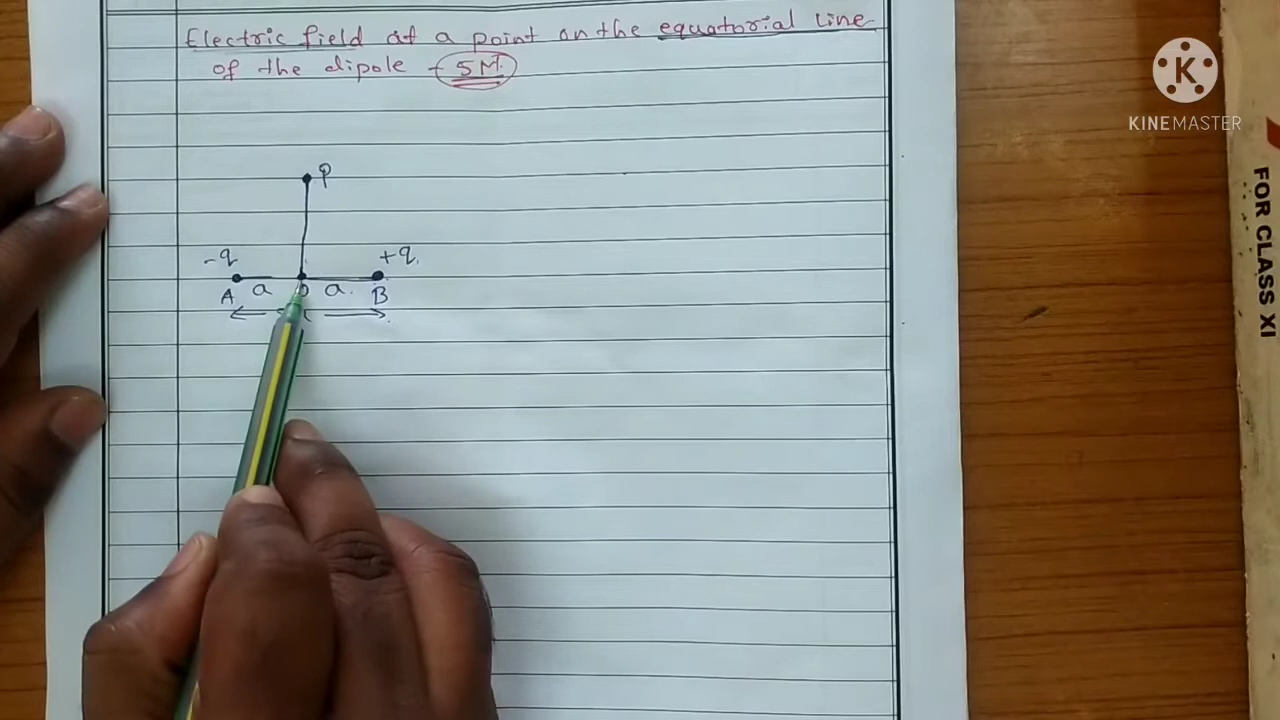 Electric field at a point on the equatorial line
of the dipole - 5M.
K
KINEMASTER
P
-q +q.
a a.
A B
FOR CLASS XI